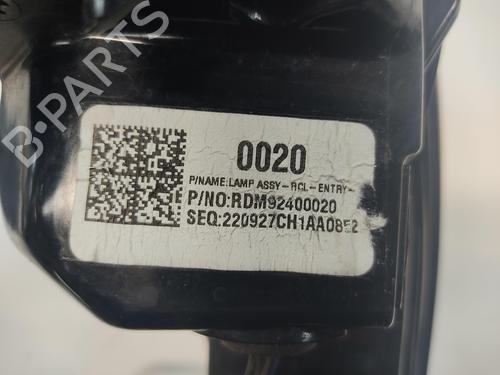 B-PARTS
0020
P/NAME:LAMP ASSY-RCL-ENTRY-
P/NO:RDM92400020
SEQ:220927CH1AA0852